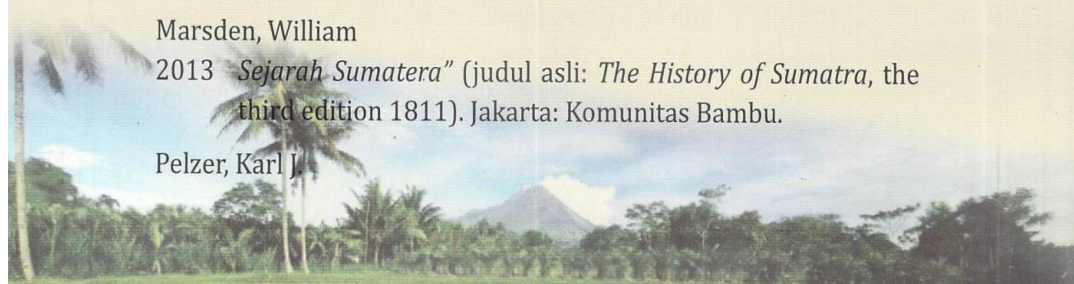 Marsden, William
2013 Sejarah Sumatera” (judul asli: The History of Sumatra, the
third edition 1811). Jakarta: Komunitas Bambu.
Pelzer, Karl J.